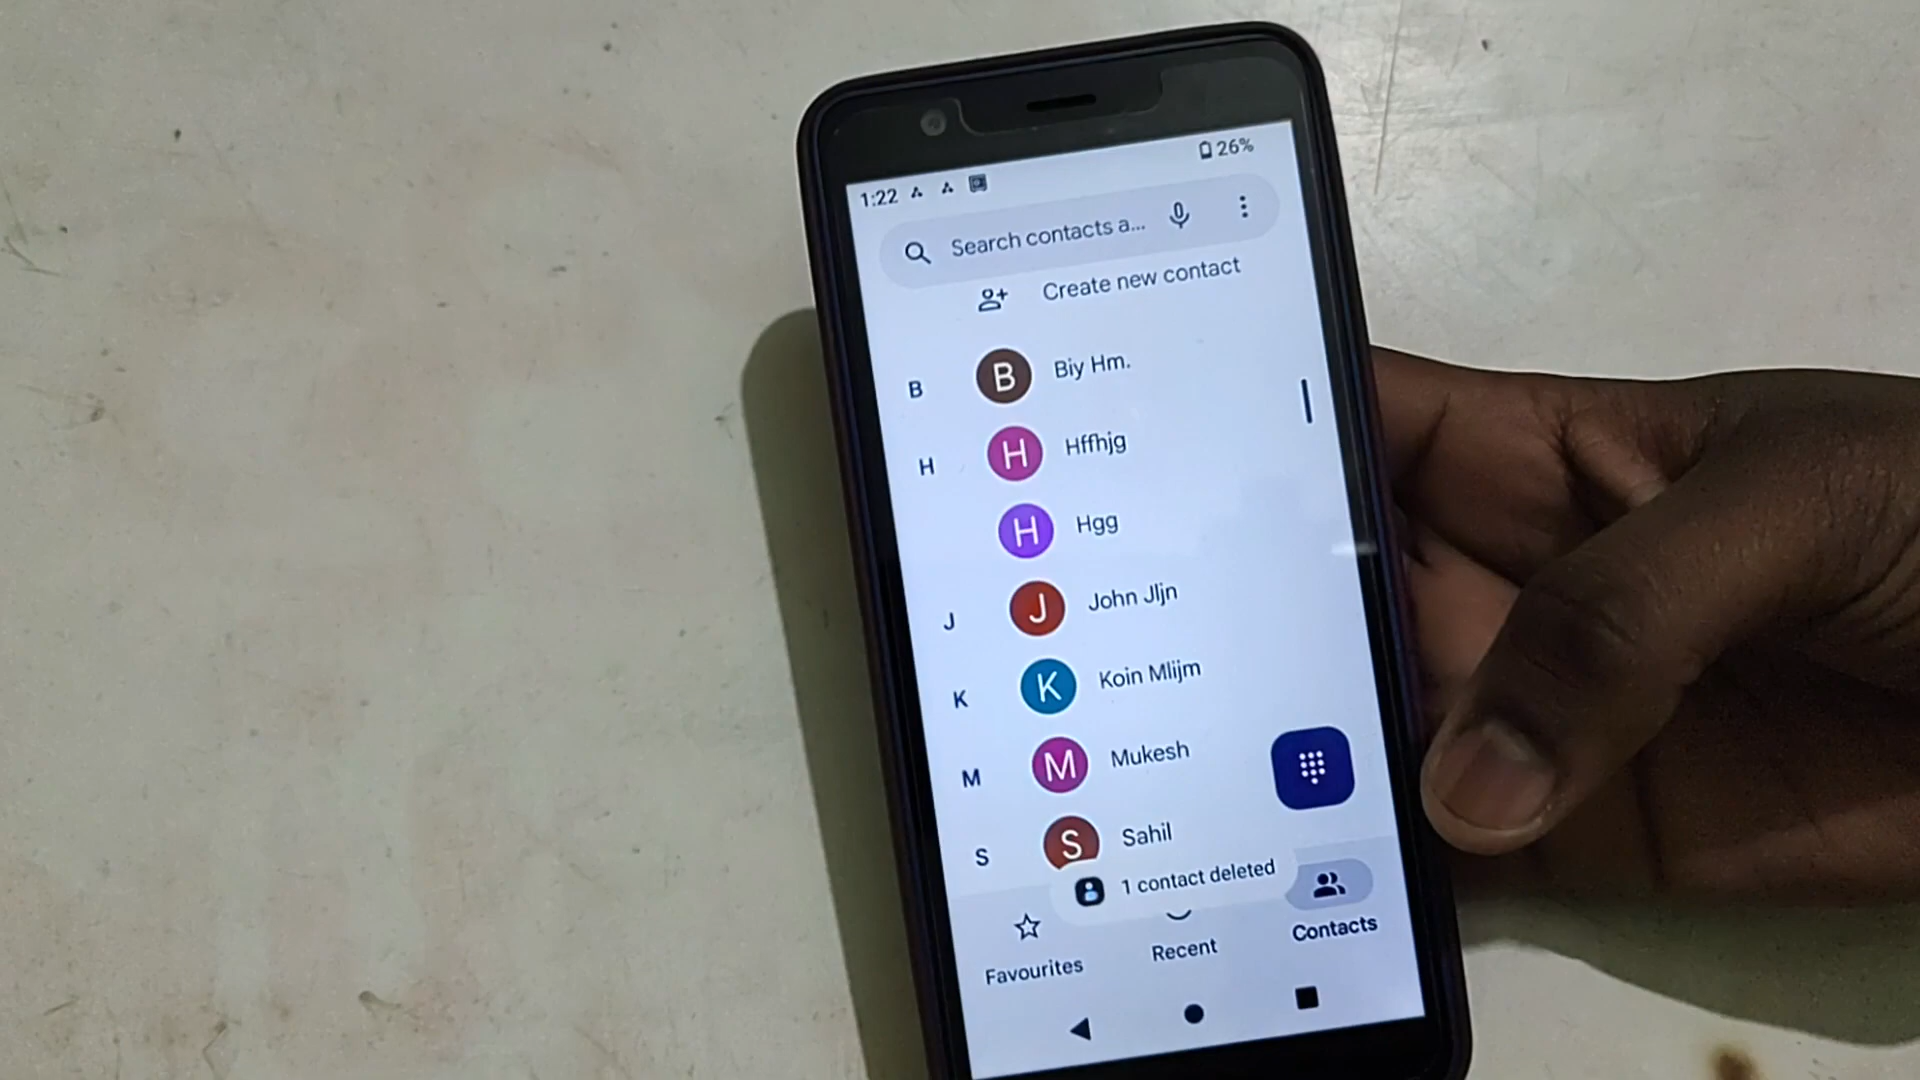 1:22 26%
Search contacts a...
Create new contact
B B Biy Hm.
H H Hffhjg
H Hgg
J J John Jljn
K K Koin Mlijm
M M Mukesh
S S Sahil
1 contact deleted
Favourites Recent Contacts